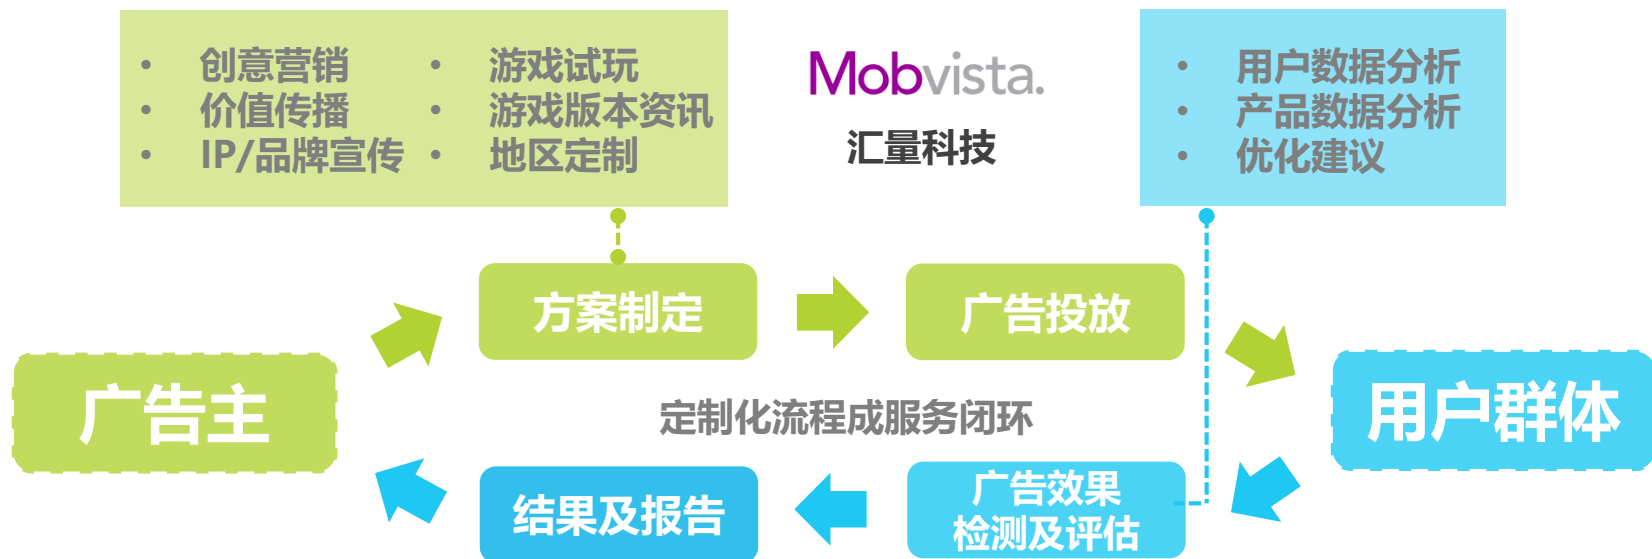 • 创意营销
• 价值传播
• IP/品牌宣传
• 游戏试玩
• 游戏版本资讯
• 地区定制
Mobvista.
汇量科技
• 用户数据分析
• 产品数据分析
• 优化建议
方案制定
广告投放
广告主
定制化流程成服务闭环
用户群体
结果及报告
广告效果
检测及评估